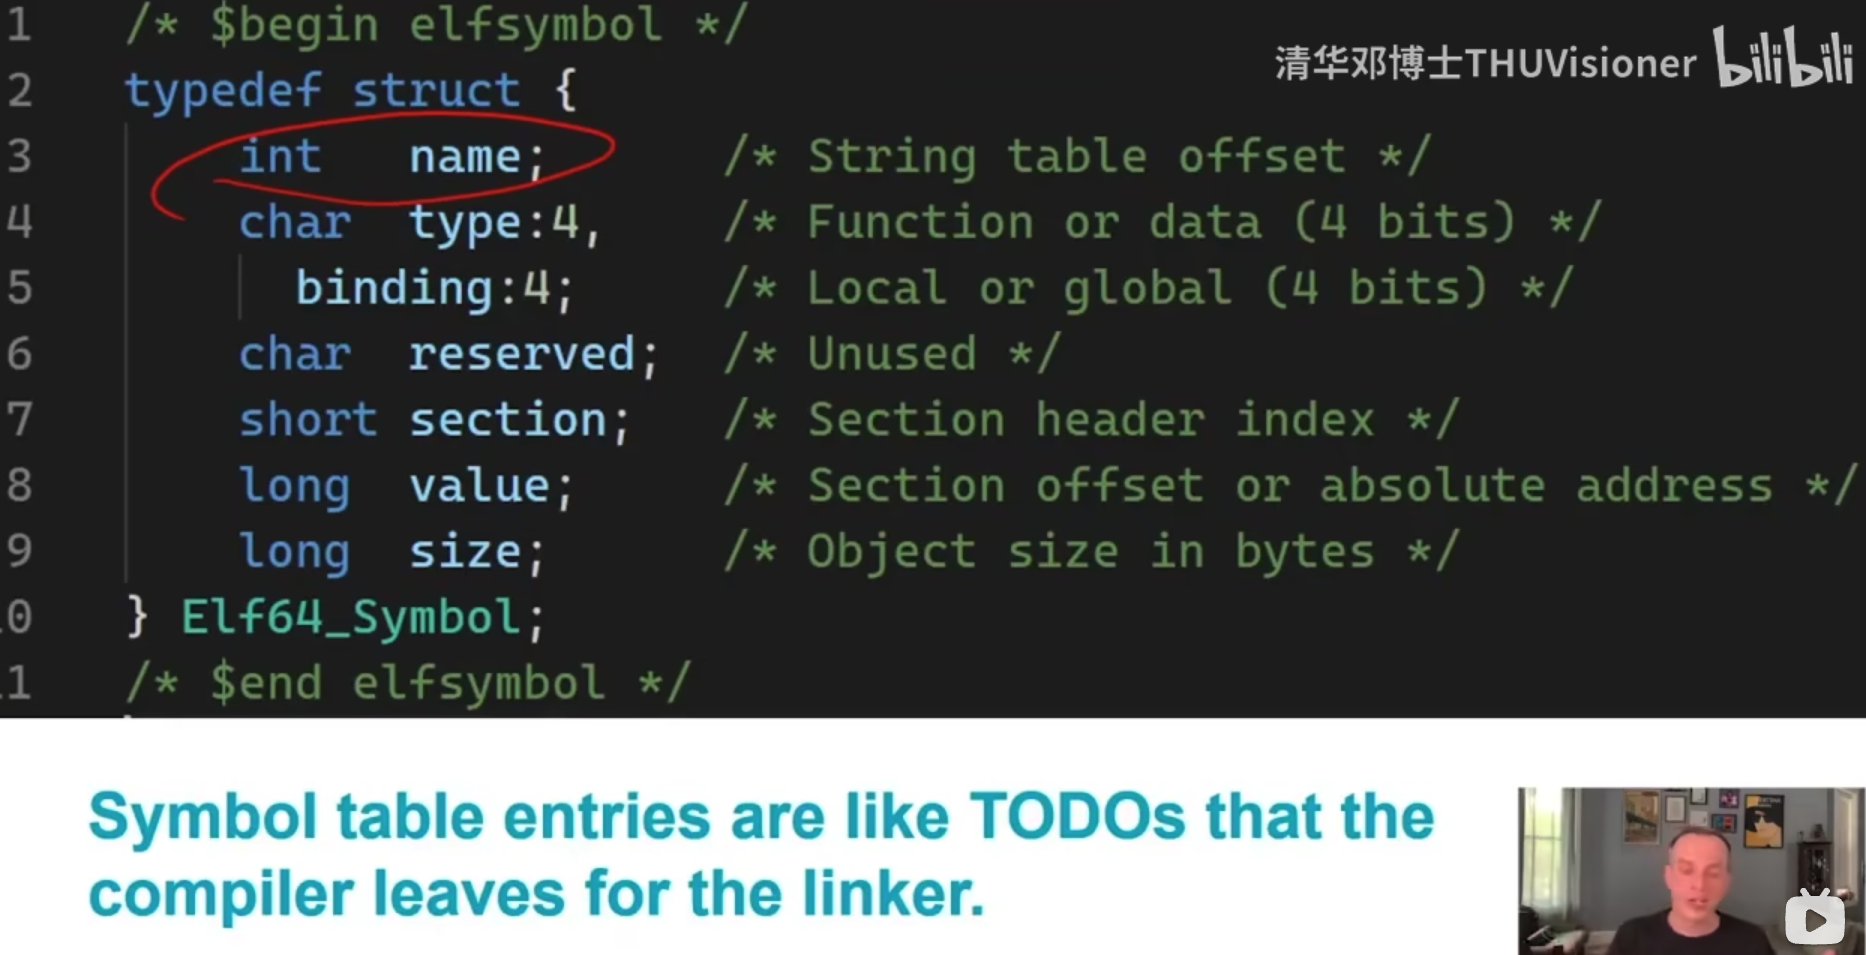 1 /* $begin elfsymbol */
清华邓博士THUVisioner bilibili
2 typedef struct {
3 int name; /* String table offset */
4 char type:4, /* Function or data (4 bits) */
5 binding:4; /* Local or global (4 bits) */
6 char reserved; /* Unused */
7 short section; /* Section header index */
8 long value; /* Section offset or absolute address */
9 long size; /* Object size in bytes */
10 } Elf64_Symbol;
11 /* $end elfsymbol */
Symbol table entries are like TODOs that the
compiler leaves for the linker.